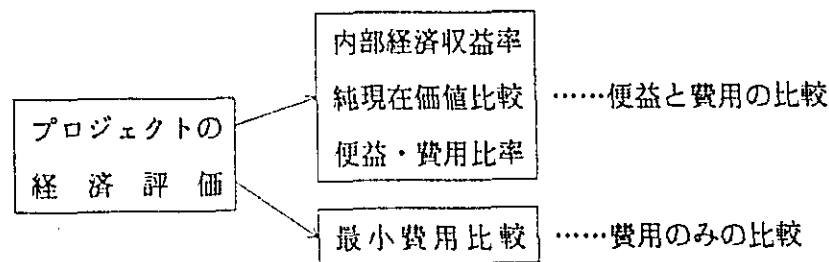 内部経済収益率
純現在価値比較 ……便益と費用の比較
便益・費用比率
プロジェクトの
経済評価
最小費用比較 ……費用のみの比較